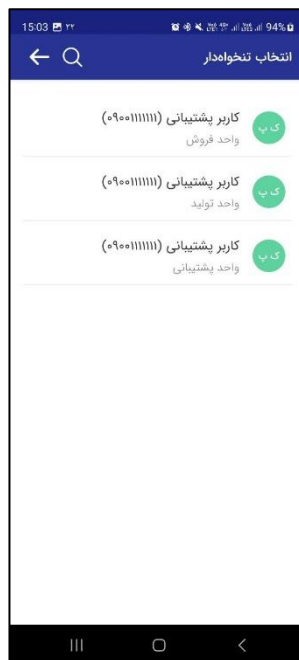 15:03 ۲۲ 94%
انتخاب تنخواه‌دار
ک پ
کاربر پشتیبانی (۰۹۰۰۱۱۱۱۱۱۱)
واحد فروش
ک پ
کاربر پشتیبانی (۰۹۰۰۱۱۱۱۱۱۱)
واحد تولید
ک پ
کاربر پشتیبانی (۰۹۰۰۱۱۱۱۱۱۱)
واحد پشتیبانی